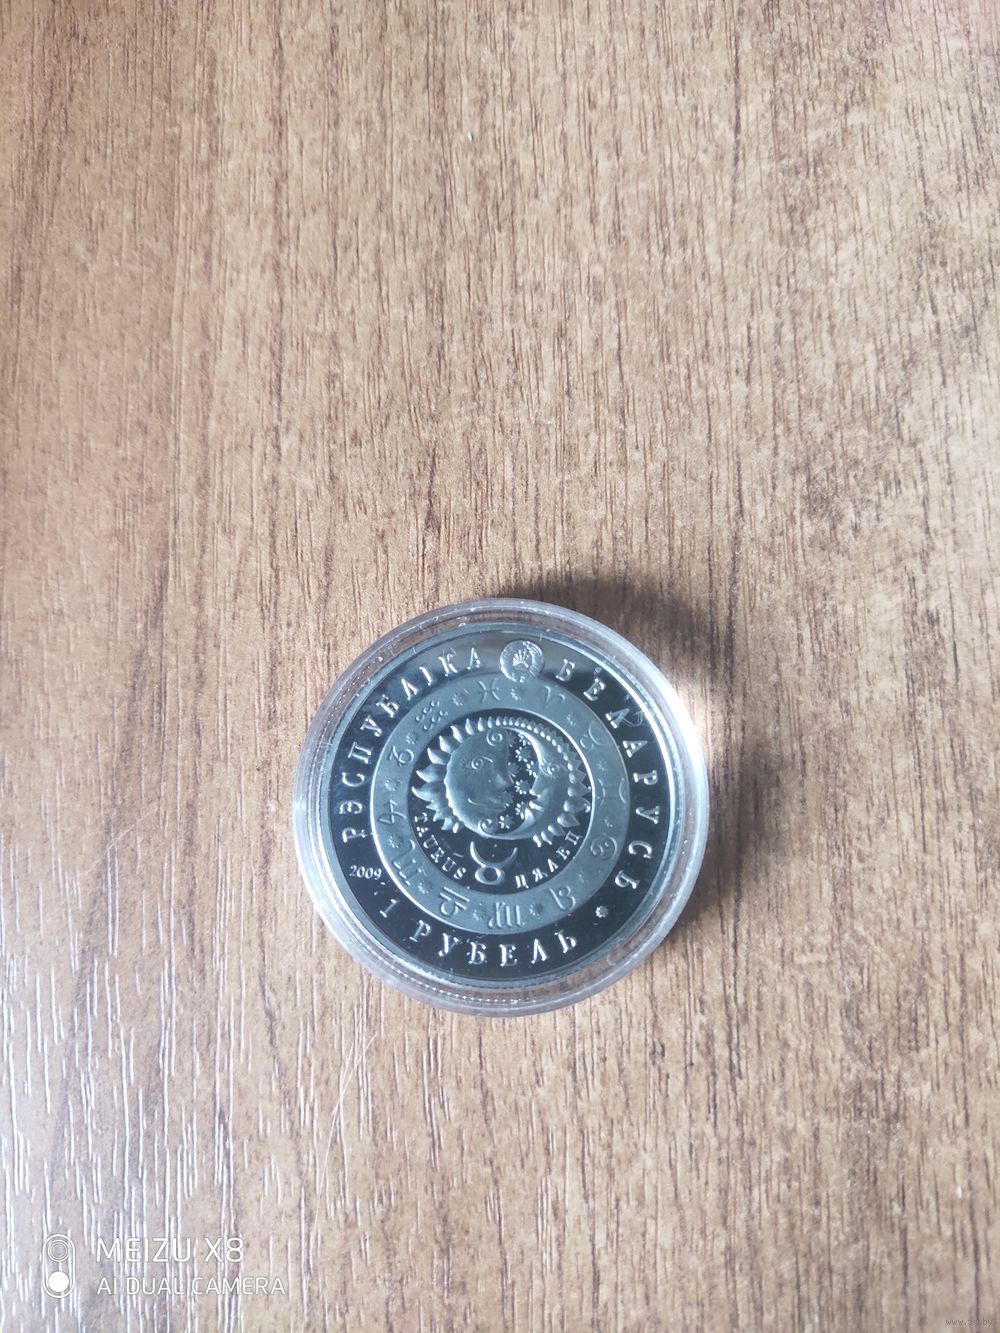 РЭСПУБЛІКА БЕЛАРУСЬ
TAURUS ЦЯЛЕЦ
2009
1 РУБЕЛЬ
MEIZU X8
AI DUAL CAMERA